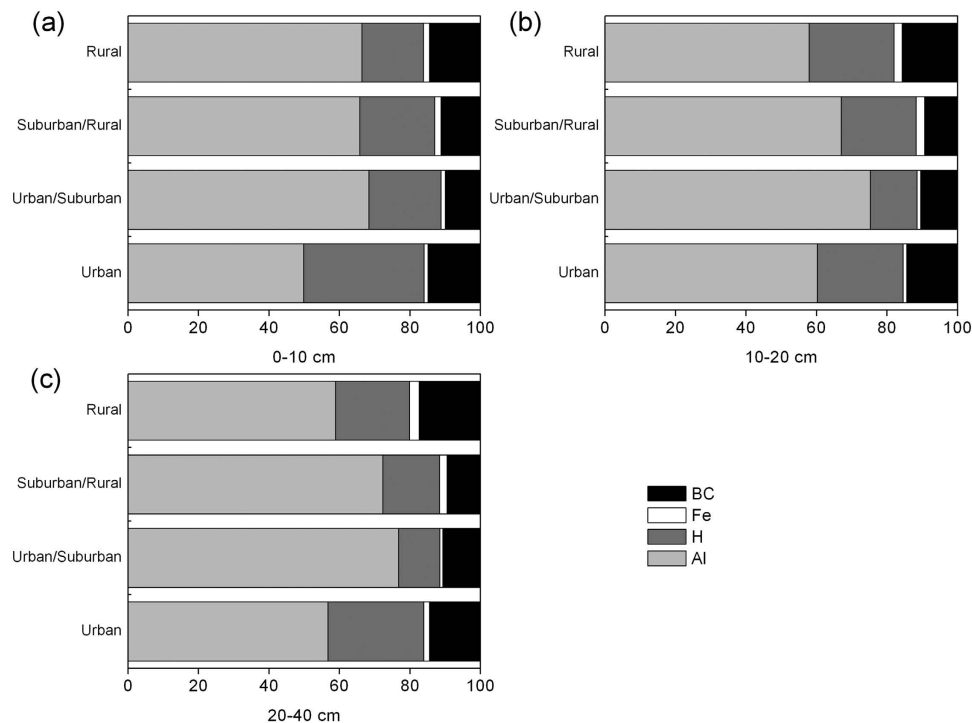 (a)
Rural
Suburban/Rural
Urban/Suburban
Urban
0 20 40 60 80 100
0-10 cm
(b)
Rural
Suburban/Rural
Urban/Suburban
Urban
0 20 40 60 80 100
10-20 cm
(c)
Rural
Suburban/Rural
Urban/Suburban
Urban
0 20 40 60 80 100
20-40 cm
BC
Fe
H
Al